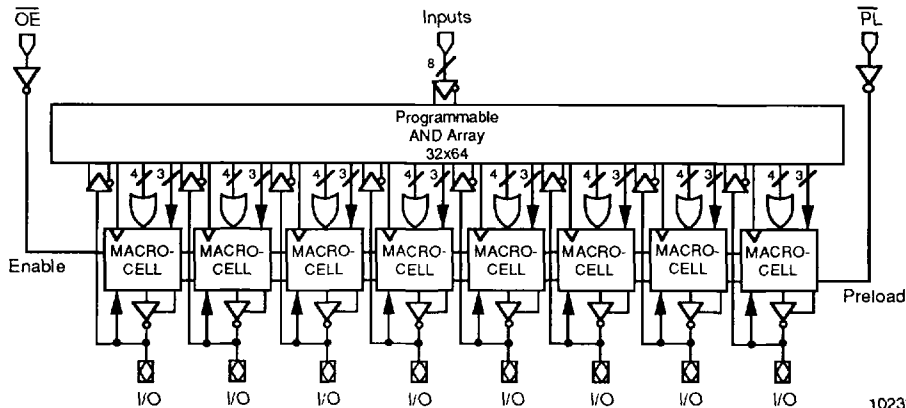 OE Inputs PL
8
Programmable
AND Array
32x64
4 3 4 3 4 3 4 3 4 3 4 3 4 3 4 3
MACRO- MACRO- MACRO- MACRO- MACRO- MACRO- MACRO- MACRO-
CELL CELL CELL CELL CELL CELL CELL CELL
Enable Preload
I/O I/O I/O I/O I/O I/O I/O I/O
1023